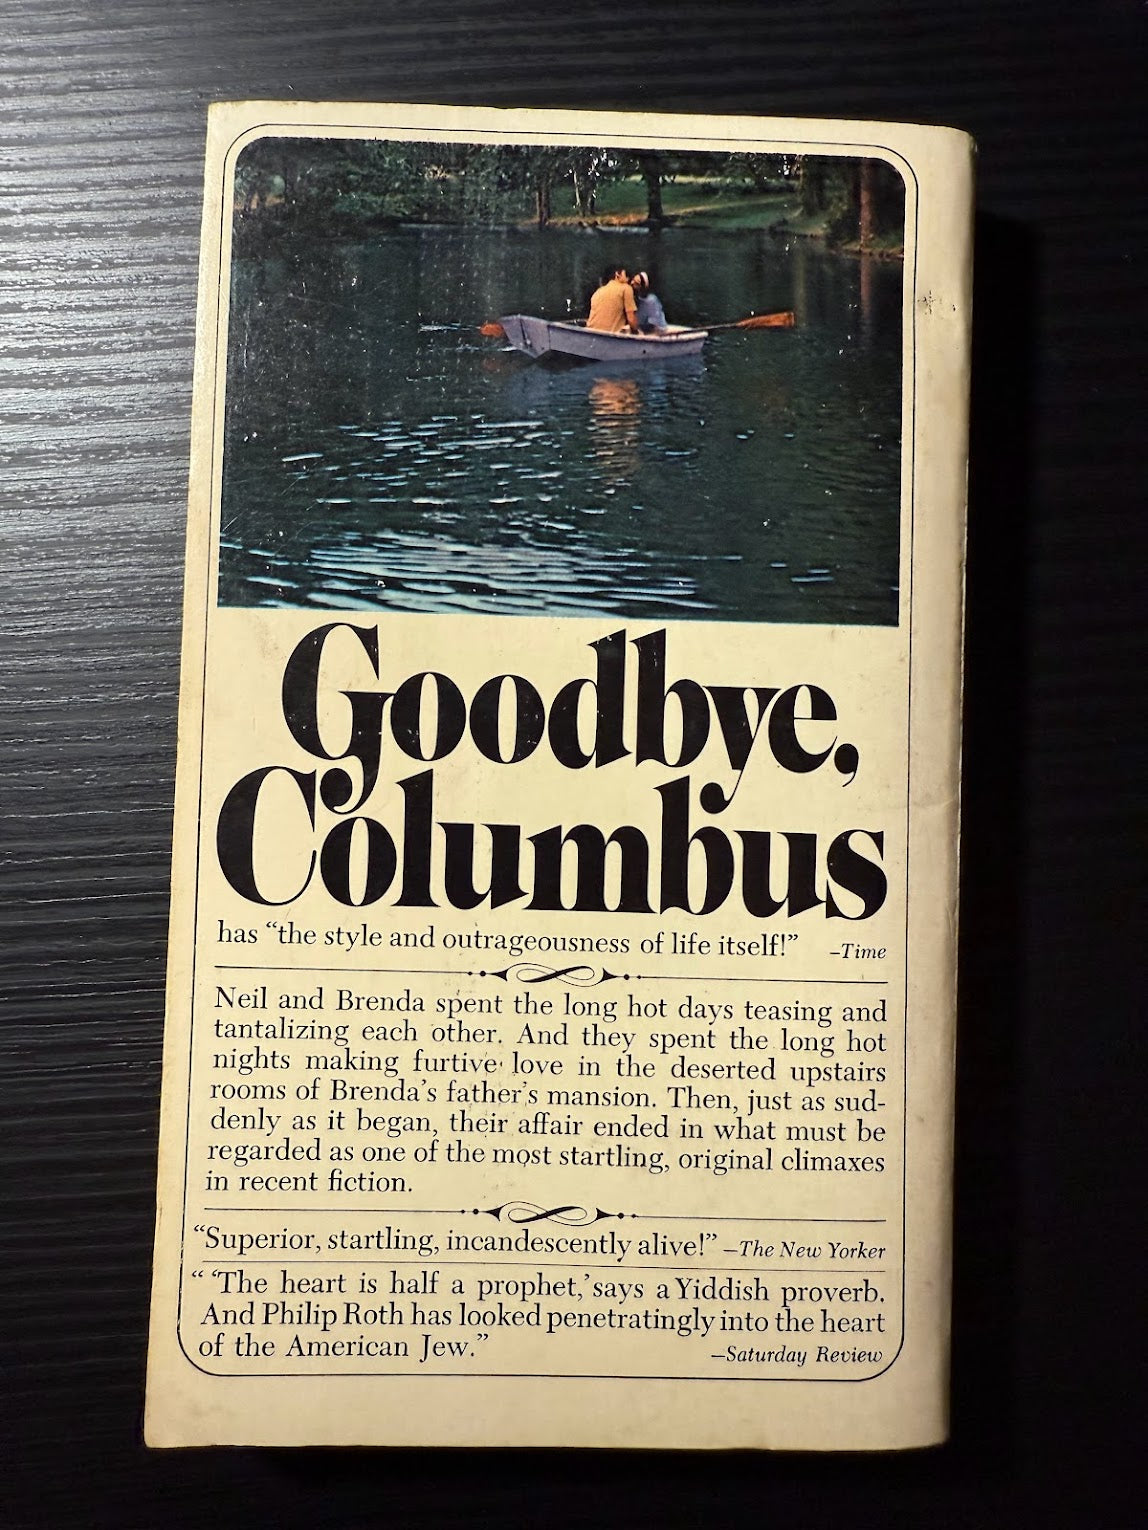 Goodbye,
Columbus
has “the style and outrageousness of life itself!” –Time
Neil and Brenda spent the long hot days teasing and
tantalizing each other. And they spent the long hot
nights making furtive love in the deserted upstairs
rooms of Brenda’s father’s mansion. Then, just as sud-
denly as it began, their affair ended in what must be
regarded as one of the most startling, original climaxes
in recent fiction.
“Superior, startling, incandescently alive!” –The New Yorker
“ ‘The heart is half a prophet,’ says a Yiddish proverb.
And Philip Roth has looked penetratingly into the heart
of the American Jew.” –Saturday Review